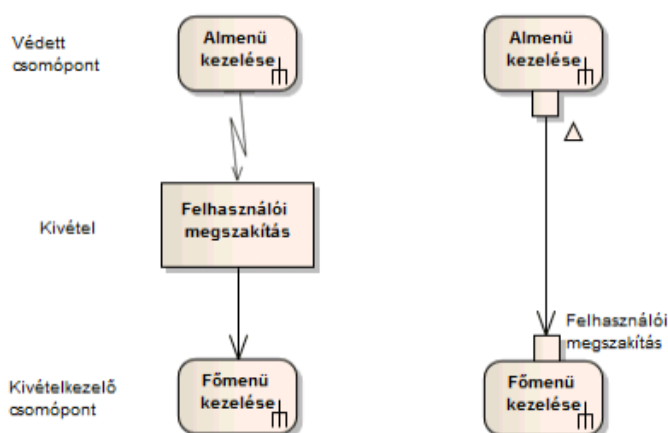 Védett
csomópont
Almenü
kezelése
Almenü
kezelése
Kivétel
Felhasználói
megszakítás
Felhasználói
megszakítás
Kivételkezelő
csomópont
Főmenü
kezelése
Főmenü
kezelése